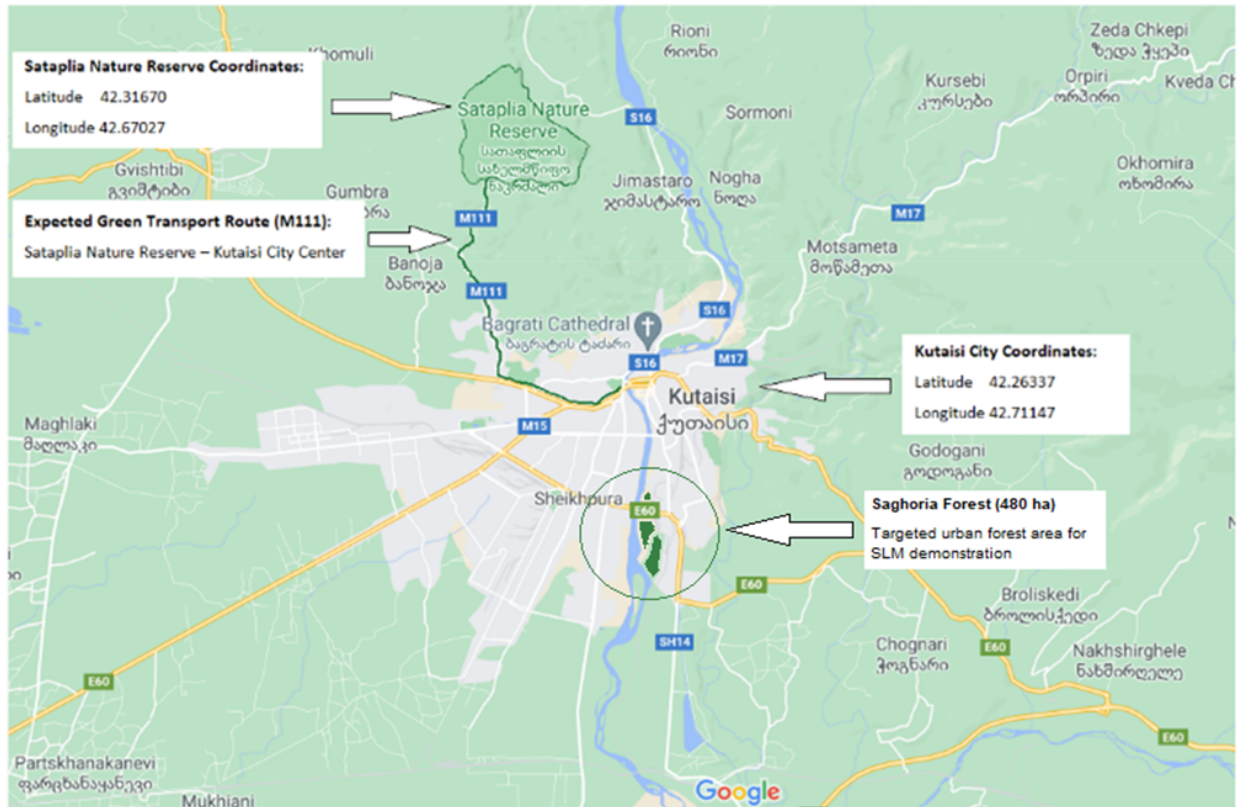 Rioni
რიონი
Zeda Chkepi
ზედა ჭყეპი
Khomuli
Sataplia Nature Reserve Coordinates:
Latitude 42.31670
Longitude 42.67027
Orpiri
ორპირი
Kveda Ch
Kursebi
კურსები
Sataplia Nature
Reserve
სათაფლიის
სახელმწიფო
ნაკრძალი
S16
Sormoni
Gvishtibi
გვიშტიბი
Okhomira
ოხომირა
Gumbra
ბრა
Jimastaro
ჯიმასტარო
Nogha
ნოღა
M111
M17
Expected Green Transport Route (M111):
Sataplia Nature Reserve – Kutaisi City Center
Motsameta
მოწამეთა
Banoja
ბანოჯა
M111
S16
Bagrati Cathedral
ბაგრატის ტაძარი
S16
M17
Kutaisi City Coordinates:
Latitude 42.26337
Longitude 42.71147
Kutaisi
ქუთაისი
Maghlaki
მაღლაკი
M15
Godogani
გოდოგანი
Sheikhpura
E60
Saghoria Forest (480 ha)
Targeted urban forest area for
SLM demonstration
E60
Broliskedi
ბროლისქედი
SH14
Chognari
ჭოგნარი
E60
Nakhshirghele
ნახშირღელე
E60
E60
Partskhanakanevi
ფარცხანაყანევი
Mukhiani
Google